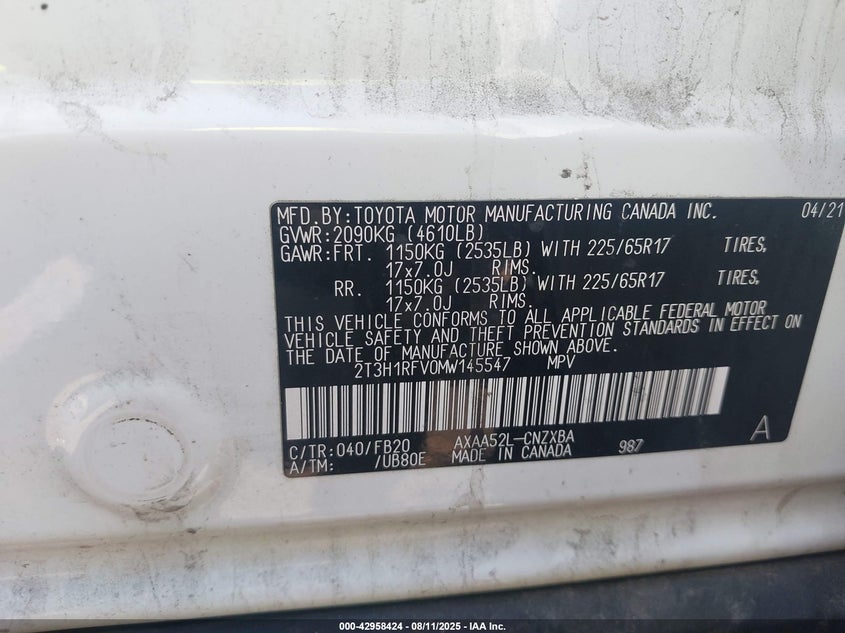 MFD.BY:TOYOTA MOTOR MANUFACTURING CANADA INC. 04/21
GVWR:2090KG (4610LB)
GAWR:FRT. 1150KG (2535LB) WITH 225/65R17 TIRES,
17x7.0J RIMS.
RR. 1150KG (2535LB) WITH 225/65R17 TIRES,
17x7.0J RIMS.
THIS VEHICLE CONFORMS TO ALL APPLICABLE FEDERAL MOTOR
VEHICLE SAFETY AND THEFT PREVENTION STANDARDS IN EFFECT ON
THE DATE OF MANUFACTURE SHOWN ABOVE.
2T3H1RFV0MW145547 MPV
C/TR:040/FB20 AXAA52L-CNZXBA A
A/TM: /UB80E MADE IN CANADA 987
000-42958424 - 08/11/2025 - IAA Inc.